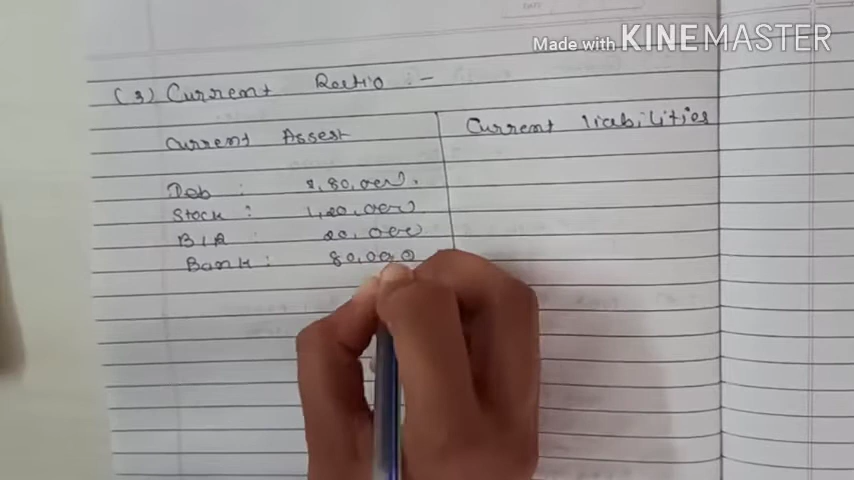 DATE
Made with KINEMASTER
(3) Current Ratio :-
Current Assest
Current liabilities
Deb : 2,80,000.
Stock : 1,20,000
B/R : 20,000
Bank : 80,000